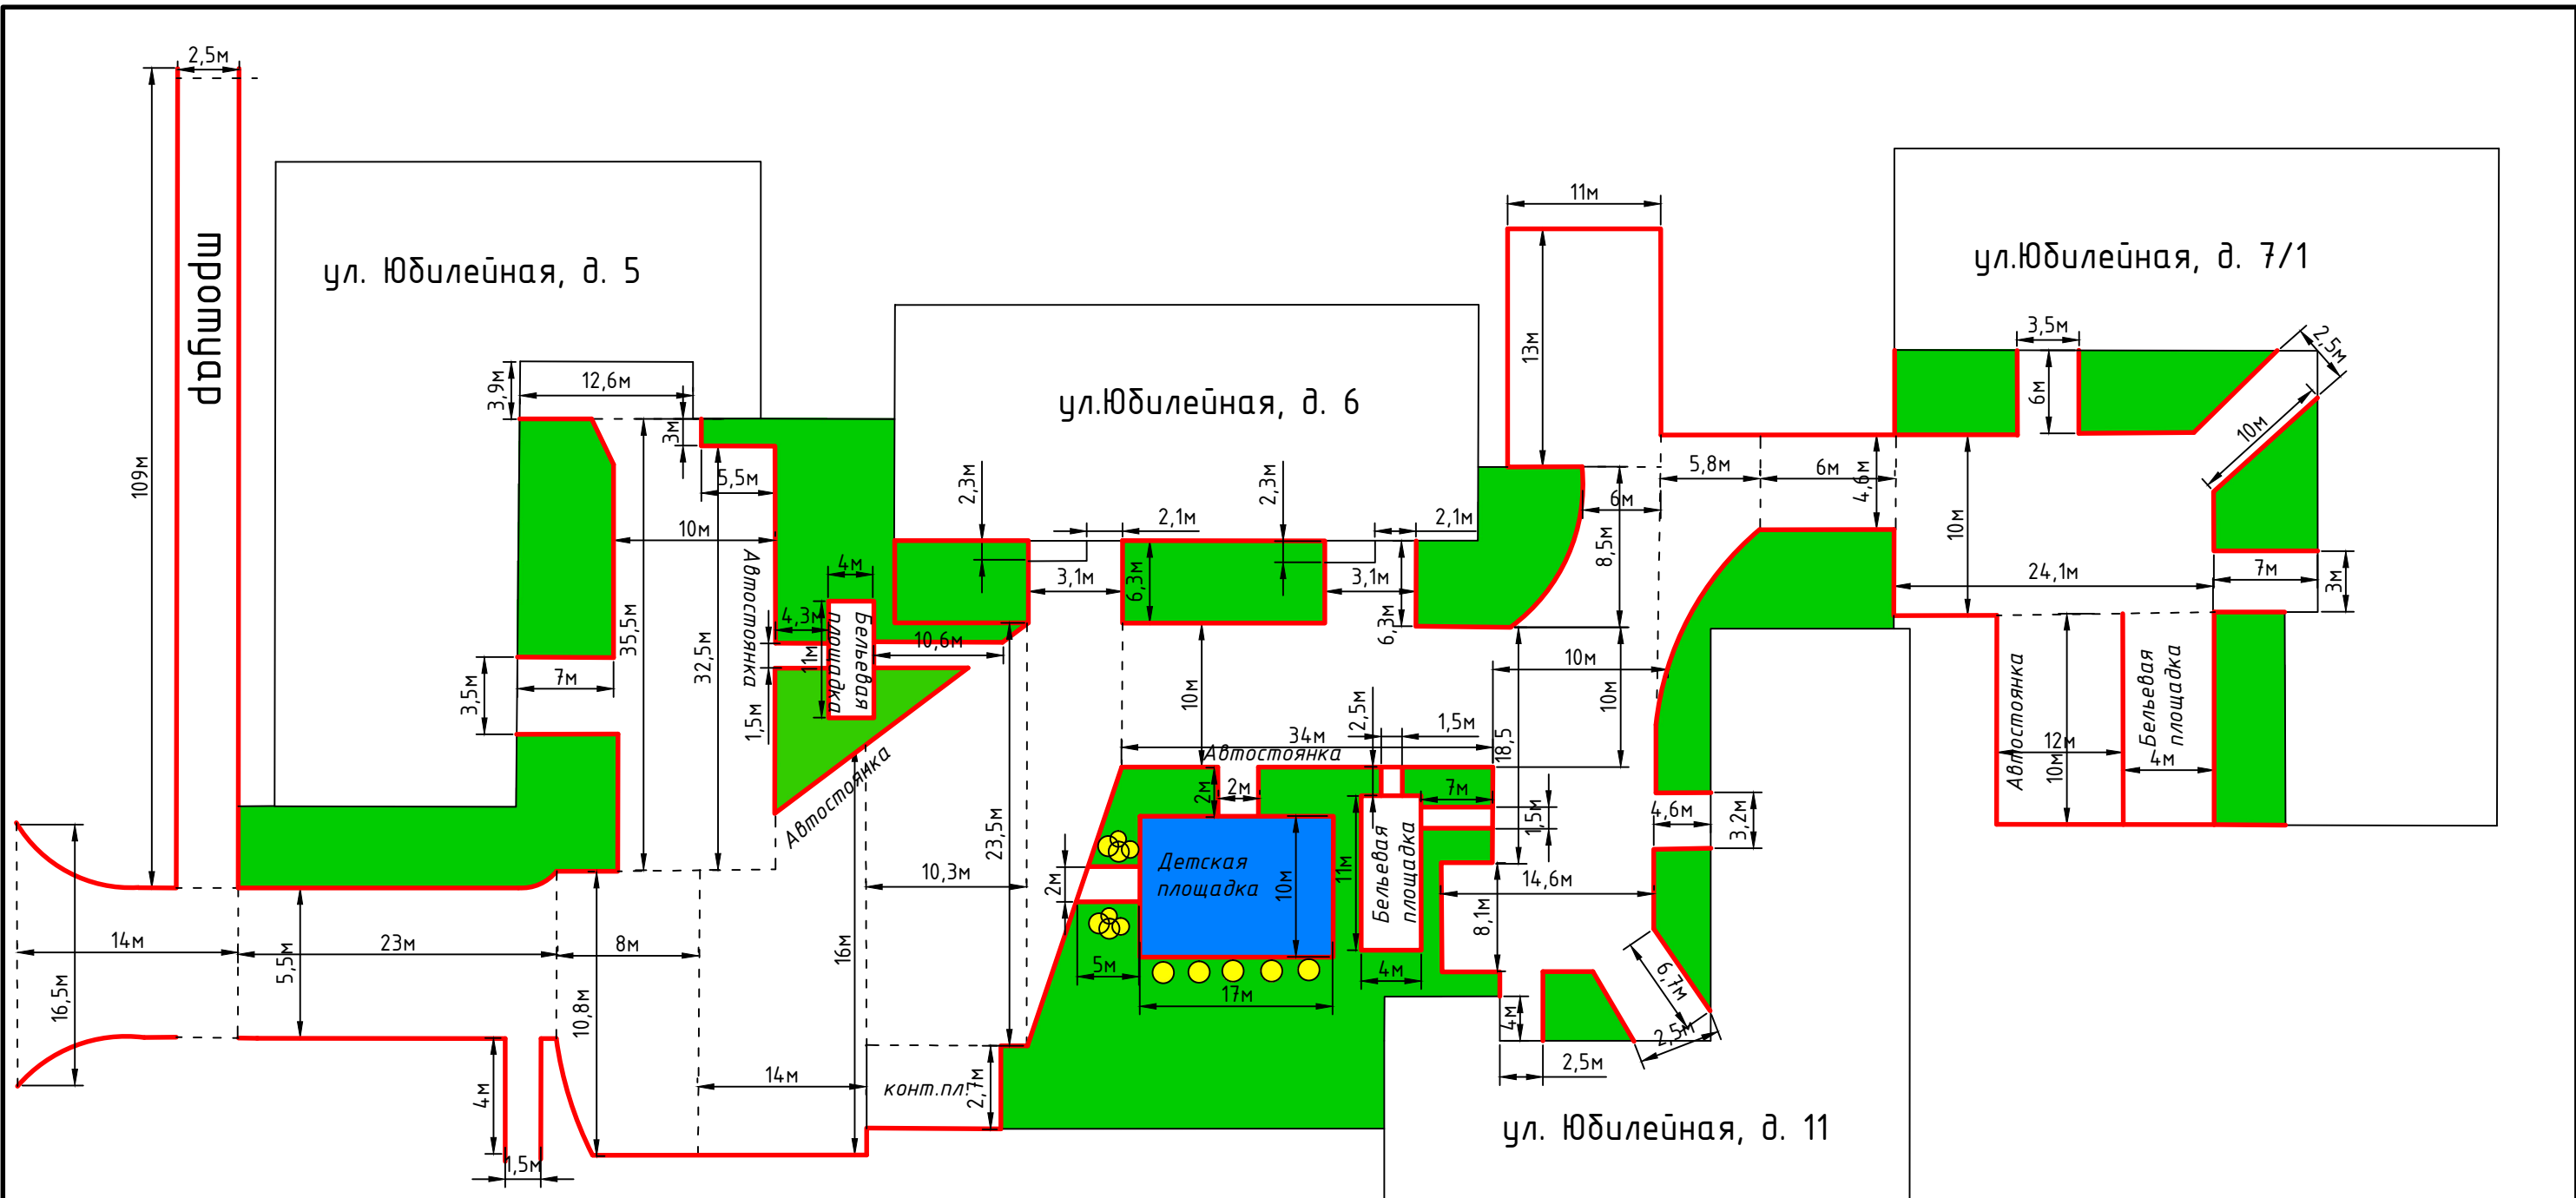 2,5м
109м
тротуар
ул. Юбилейная, д. 5
3,9м
12,6м
3м
5,5м
10м
35,5м
32,5м
7м
3,5м
Автостоянка
1,5м
4м
4,3м
11м
Бельевая
площадка
10,6м
Автостоянка
ул.Юбилейная, д. 6
2,3м
2,1м
2,3м
2,1м
3,1м
6,3м
3,1м
6,3м
10м
23,5м
10,3м
16м
14м
16,5м
23м
5,5м
8м
10,8м
4м
1,5м
14м
конт.пл.
2,7м
34м
Автостоянка
2,5м
1,5м
2м
2м
7м
1,5м
2м
5м
Детская
площадка
10м
17м
11м
Бельевая
площадка
4м
18,5
8,1м
14,6м
4м
2,5м
6,7м
2,5м
4,6м
3,2м
ул. Юбилейная, д. 11
11м
13м
6м
8,5м
10м
10м
5,8м
6м
4,6м
ул.Юбилейная, д. 7/1
3,5м
6м
2,5м
10м
10м
24,1м
7м
3м
Автостоянка
12м
10м
Бельевая
площадка
4м